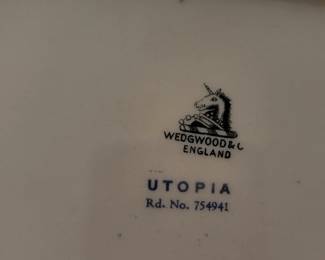 WEDGWOOD & C
ENGLAND
UTOPIA
Rd. No. 754941